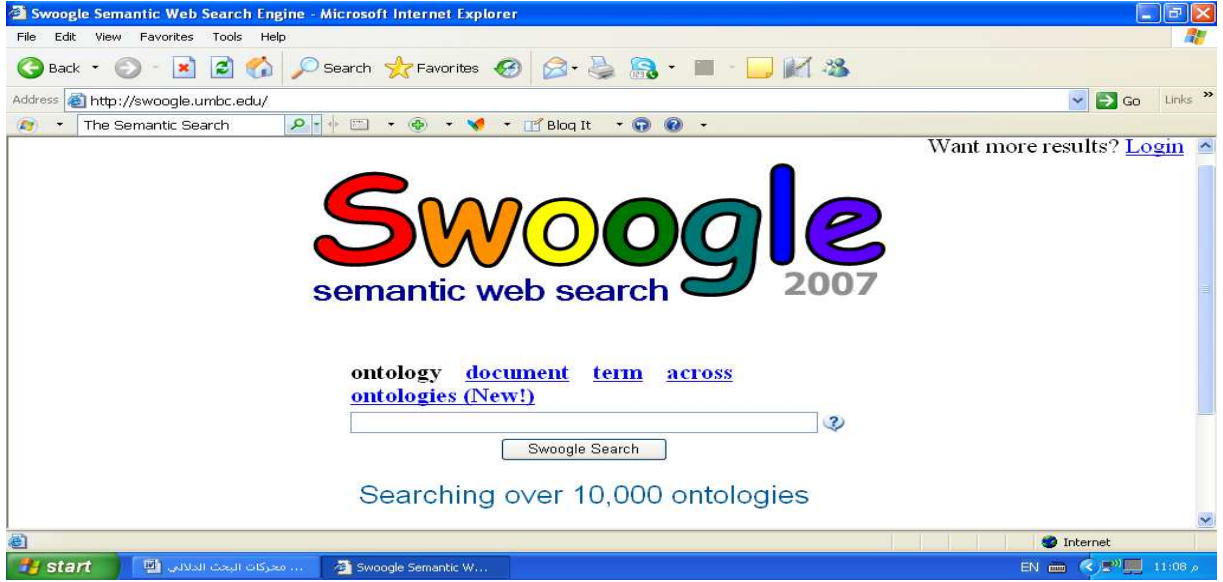 Swoogle Semantic Web Search Engine - Microsoft Internet Explorer
File Edit View Favorites Tools Help
Back Search Favorites
Address http://swoogle.umbc.edu/ Go Links »
The Semantic Search Blog It
Want more results? Login
Swoogle
semantic web search 2007
ontology document term across
ontologies (New!)
Swoogle Search
Searching over 10,000 ontologies
Internet
start محركات البحث الدلالي ... Swoogle Semantic W... EN 11:08 م